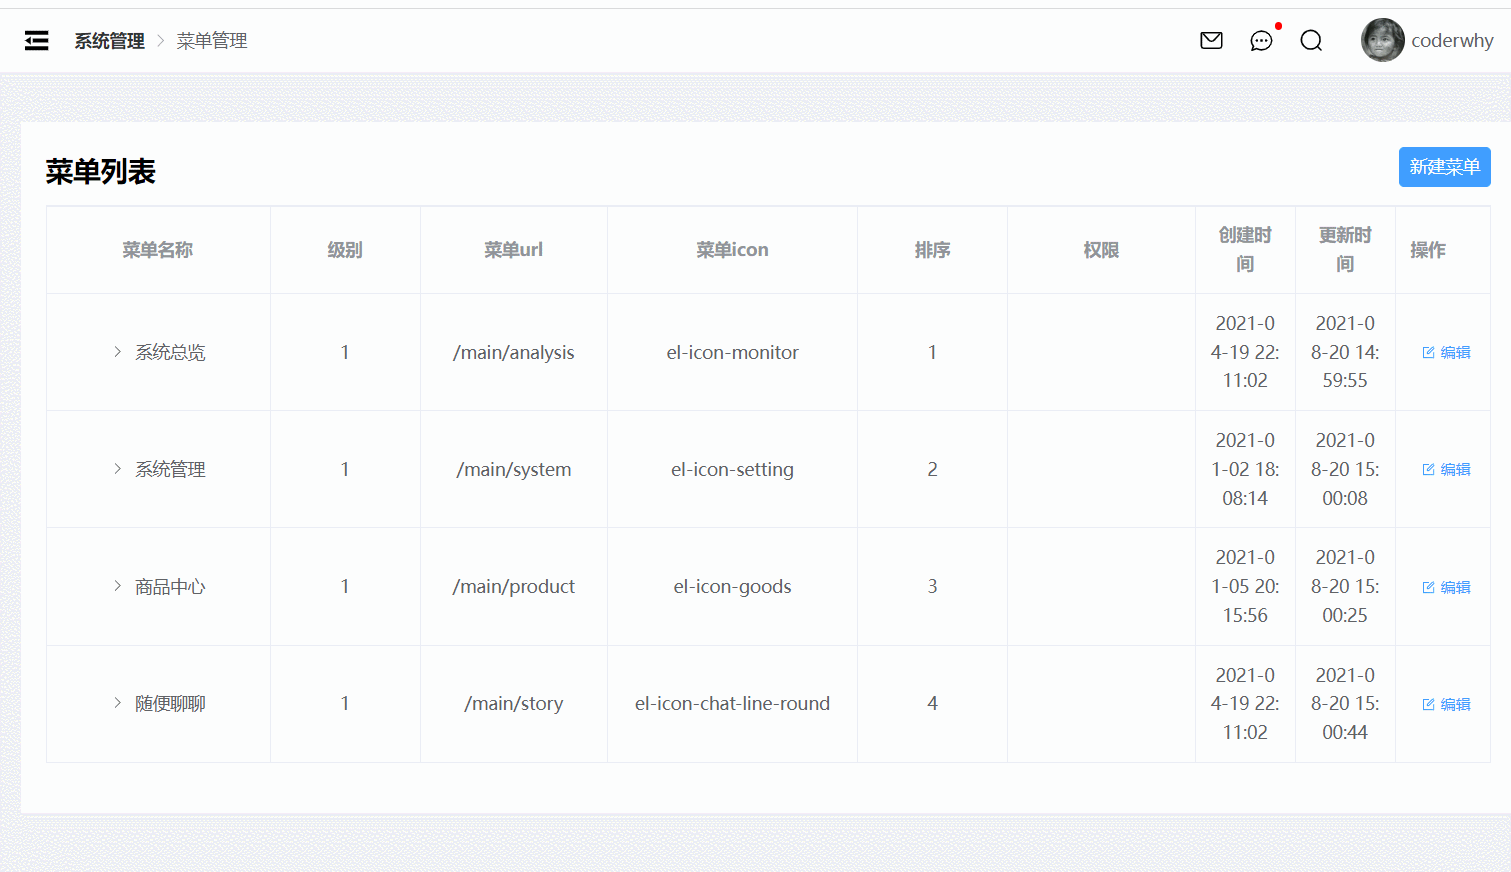 系统管理 > 菜单管理 coderwhy
菜单列表 新建菜单
菜单名称 级别 菜单url 菜单icon 排序 权限 创建时间 更新时间 操作
系统总览 1 /main/analysis el-icon-monitor 1 2021-04-19 22:11:02 2021-08-20 14:59:55 编辑
系统管理 1 /main/system el-icon-setting 2 2021-01-02 18:08:14 2021-08-20 15:00:08 编辑
商品中心 1 /main/product el-icon-goods 3 2021-01-05 20:15:56 2021-08-20 15:00:25 编辑
随便聊聊 1 /main/story el-icon-chat-line-round 4 2021-04-19 22:11:02 2021-08-20 15:00:44 编辑